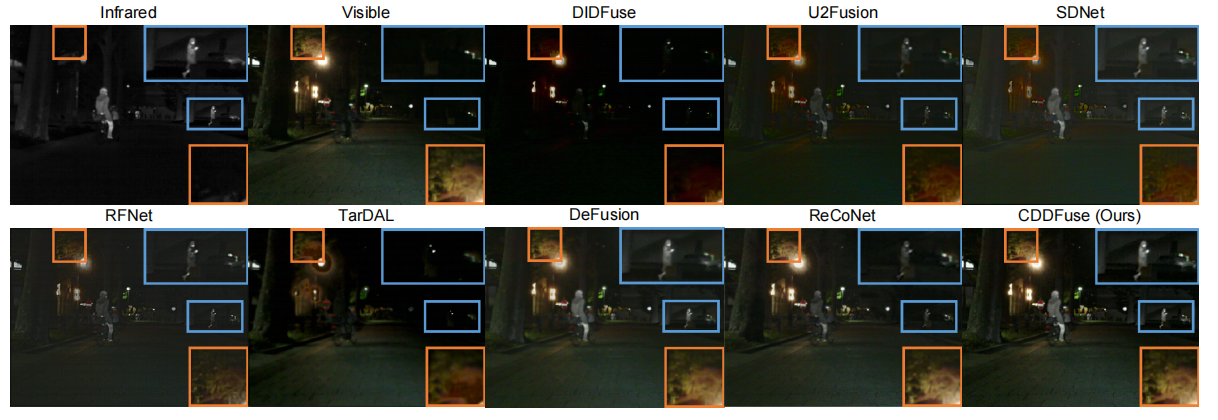 Infrared Visible DIDFuse U2Fusion SDNet
RFNet TarDAL DeFusion ReCoNet CDDFuse (Ours)